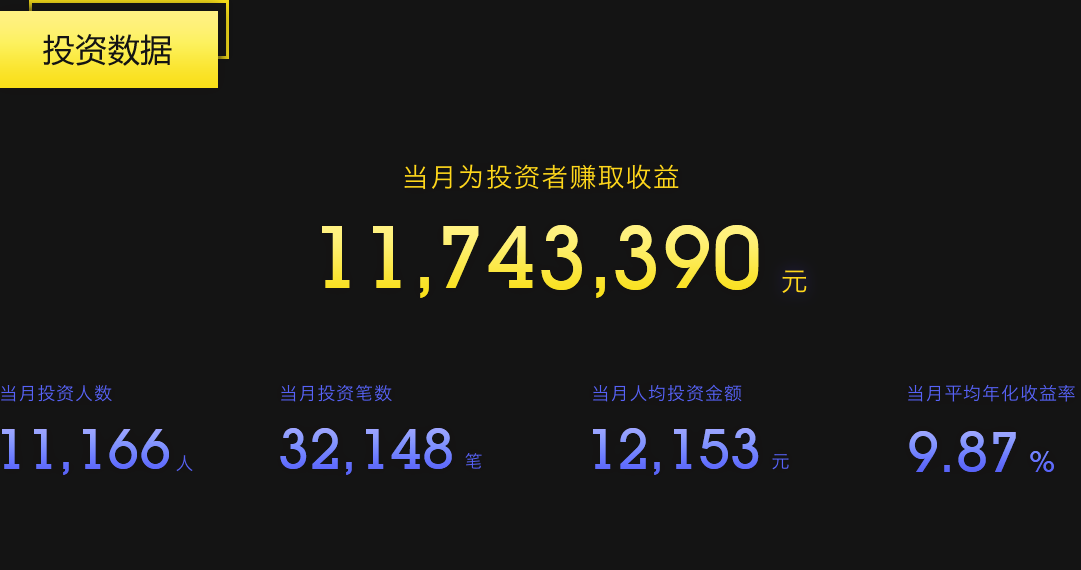 投资数据
当月为投资者赚取收益
11,743,390 元
当月投资人数
11,166 人
当月投资笔数
32,148 笔
当月人均投资金额
12,153 元
当月平均年化收益率
9.87 %